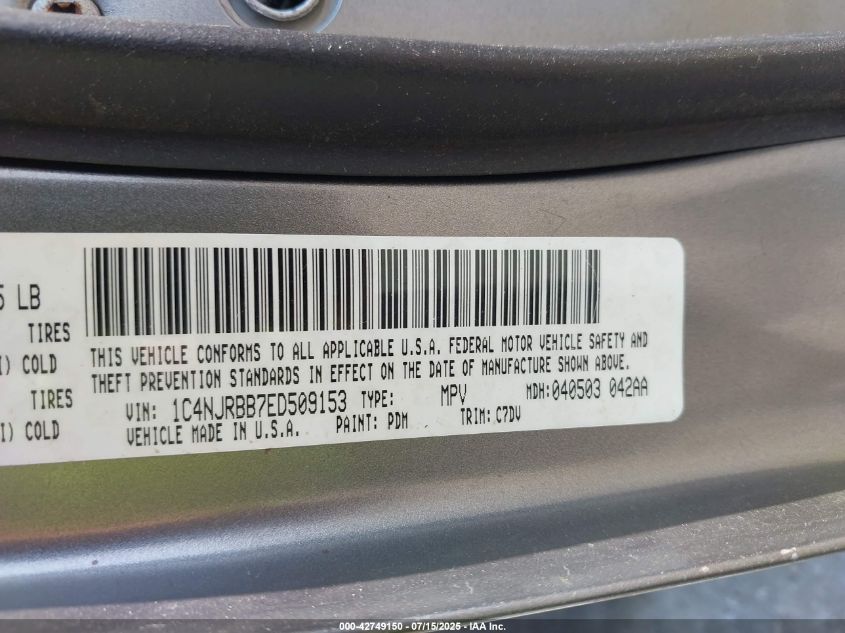 5 LB
TIRES
I) COLD
TIRES
I) COLD
THIS VEHICLE CONFORMS TO ALL APPLICABLE U.S.A. FEDERAL MOTOR VEHICLE SAFETY AND
THEFT PREVENTION STANDARDS IN EFFECT ON THE DATE OF MANUFACTURE SHOWN ABOVE.
VIN: 1C4NJRBB7ED509153 TYPE: MPV MDH:040503 042AA
VEHICLE MADE IN U.S.A. PAINT: PDM TRIM: C7DV
000-42749150 - 07/15/2025 - IAA Inc.